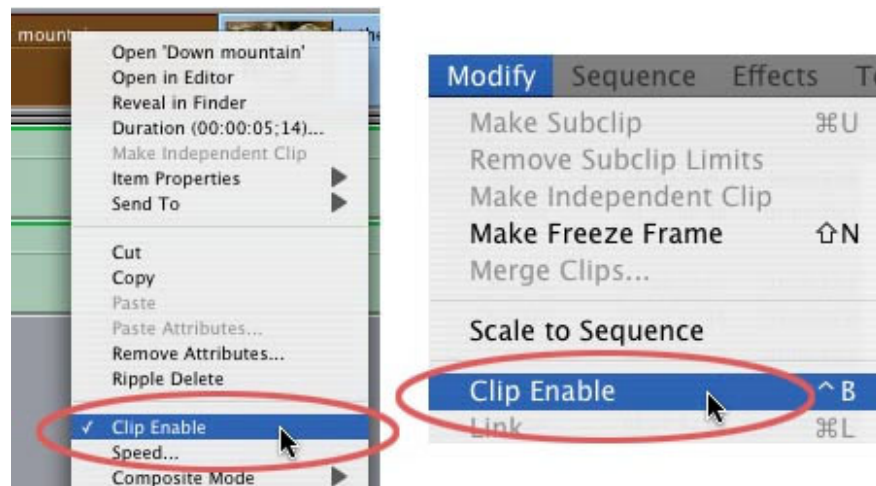 mount
Open 'Down mountain'
Open in Editor
Reveal in Finder
Duration (00:00:05;14)...
Make Independent Clip
Item Properties
Send To
Cut
Copy
Paste
Paste Attributes...
Remove Attributes...
Ripple Delete
✓ Clip Enable
Speed...
Composite Mode
Modify Sequence Effects
Make Subclip ⌘U
Remove Subclip Limits
Make Independent Clip
Make Freeze Frame ⇧N
Merge Clips...
Scale to Sequence
Clip Enable ^B
Link ⌘L